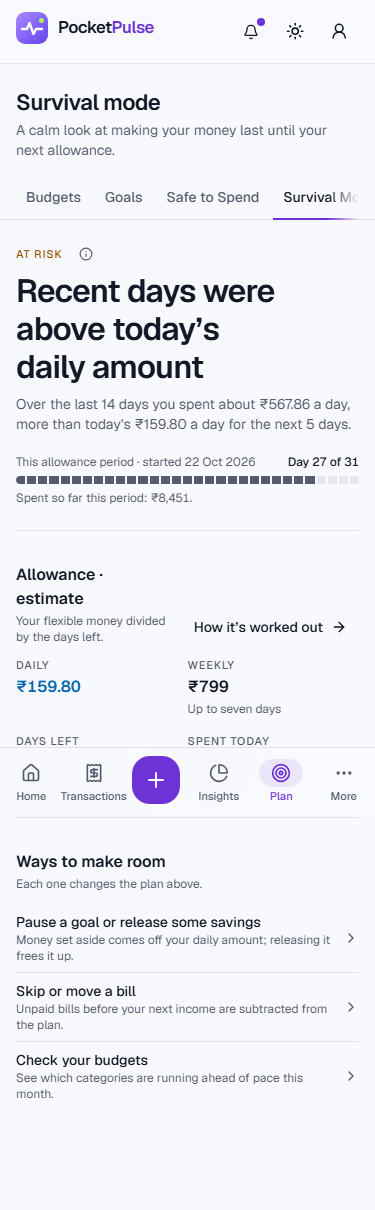 PocketPulse
Survival mode
A calm look at making your money last until your
next allowance.
Budgets Goals Safe to Spend Survival Mo
AT RISK
Recent days were
above today’s
daily amount
Over the last 14 days you spent about ₹567.86 a day,
more than today’s ₹159.80 a day for the next 5 days.
This allowance period · started 22 Oct 2026 Day 27 of 31
Spent so far this period: ₹8,451.
Allowance ·
estimate
Your flexible money divided
by the days left.
How it’s worked out
DAILY WEEKLY
₹159.80 ₹799
Up to seven days
DAYS LEFT SPENT TODAY
Home Transactions Insights Plan More
Ways to make room
Each one changes the plan above.
Pause a goal or release some savings
Money set aside comes off your daily amount; releasing it
frees it up.
Skip or move a bill
Unpaid bills before your next income are subtracted from
the plan.
Check your budgets
See which categories are running ahead of pace this
month.